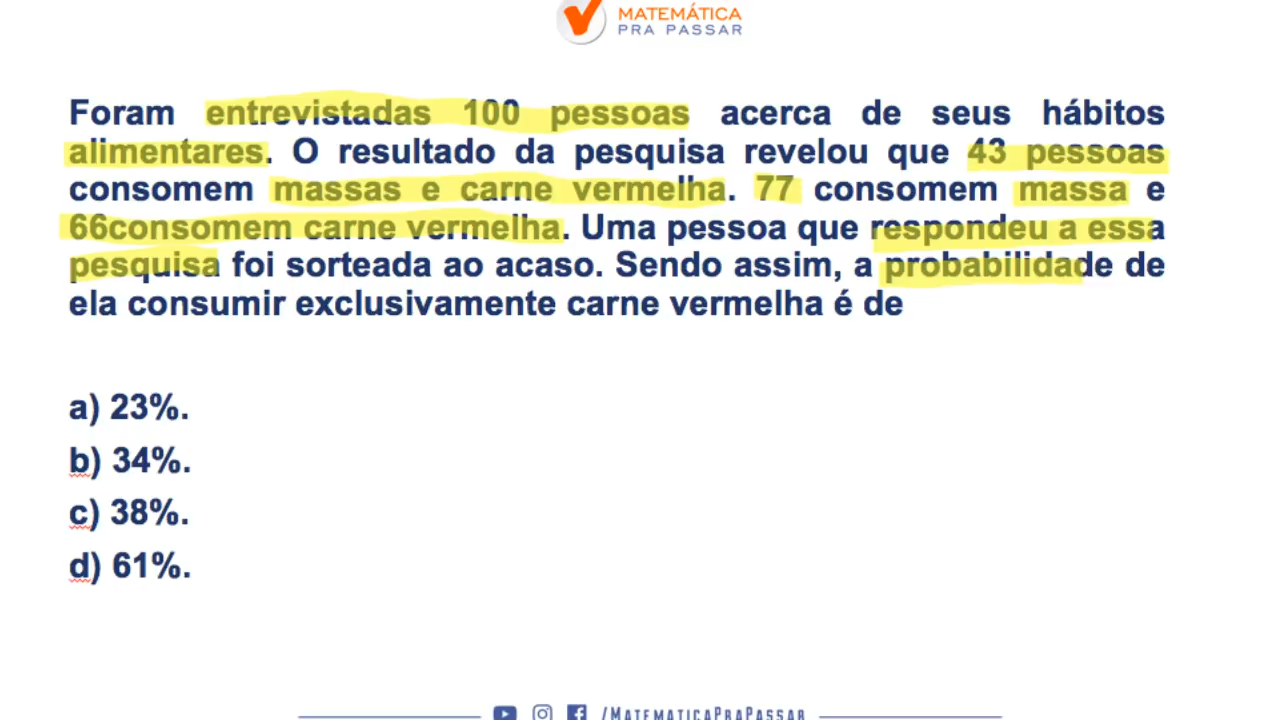 MATEMÁTICA
PRA PASSAR
Foram entrevistadas 100 pessoas acerca de seus hábitos
alimentares. O resultado da pesquisa revelou que 43 pessoas
consomem massas e carne vermelha. 77 consomem massa e
66consomem carne vermelha. Uma pessoa que respondeu a essa
pesquisa foi sorteada ao acaso. Sendo assim, a probabilidade de
ela consumir exclusivamente carne vermelha é de
a) 23%.
b) 34%.
c) 38%.
d) 61%.
/MATEMATICAPRAPASSAR